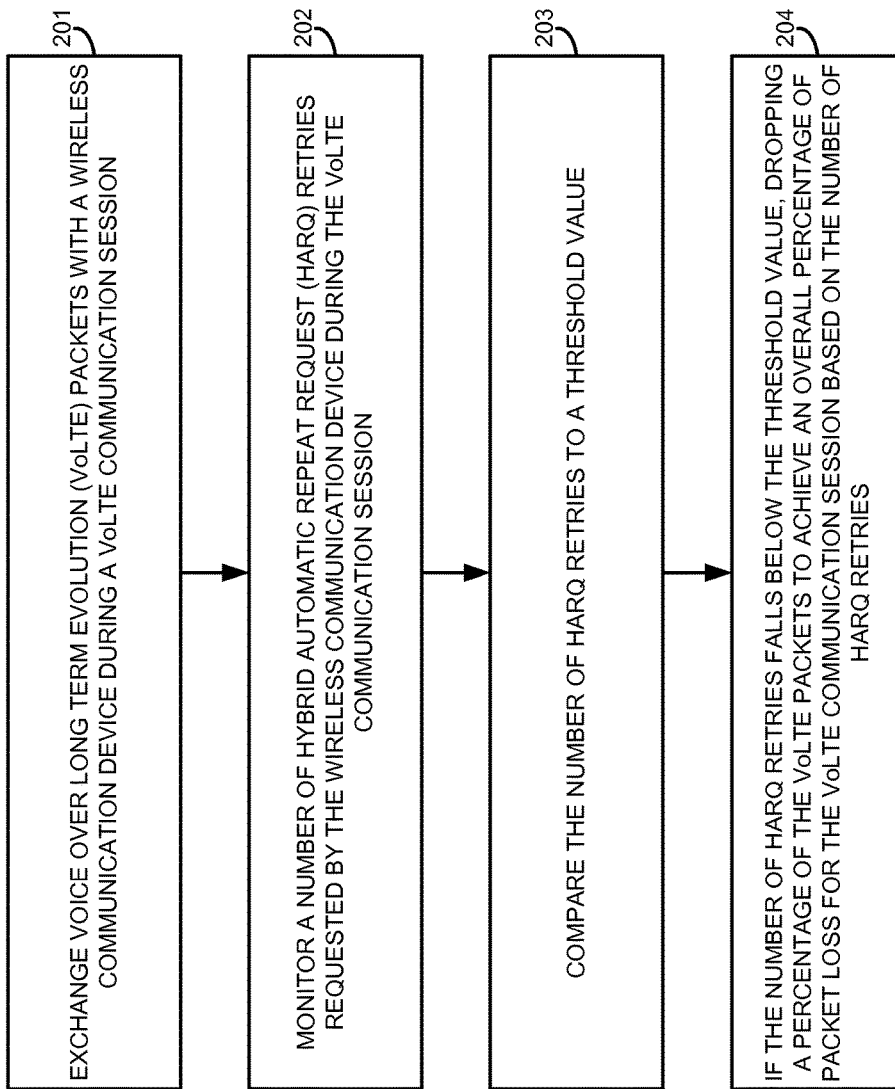 201
EXCHANGE VOICE OVER LONG TERM EVOLUTION (VoLTE) PACKETS WITH A WIRELESS
COMMUNICATION DEVICE DURING A VoLTE COMMUNICATION SESSION
202
MONITOR A NUMBER OF HYBRID AUTOMATIC REPEAT REQUEST (HARQ) RETRIES
REQUESTED BY THE WIRELESS COMMUNICATION DEVICE DURING THE VoLTE
COMMUNICATION SESSION
203
COMPARE THE NUMBER OF HARQ RETRIES TO A THRESHOLD VALUE
204
IF THE NUMBER OF HARQ RETRIES FALLS BELOW THE THRESHOLD VALUE, DROPPING
A PERCENTAGE OF THE VoLTE PACKETS TO ACHIEVE AN OVERALL PERCENTAGE OF
PACKET LOSS FOR THE VoLTE COMMUNICATION SESSION BASED ON THE NUMBER OF
HARQ RETRIES